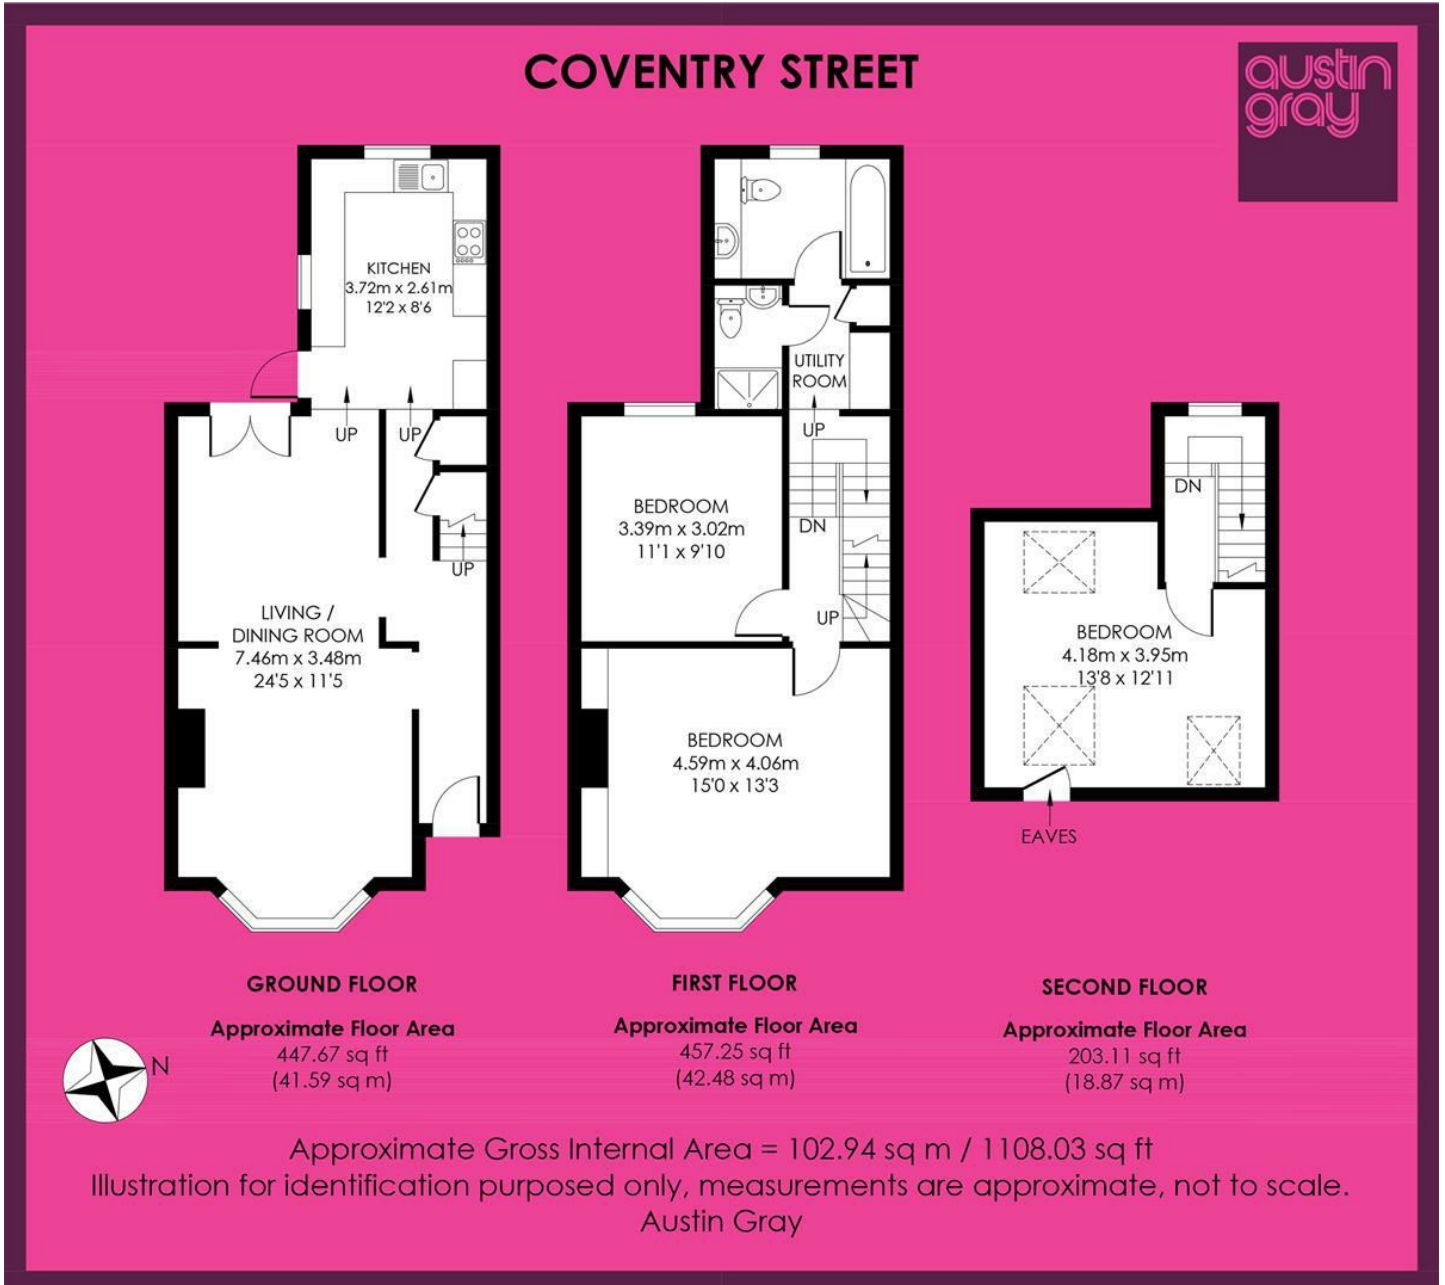 COVENTRY STREET
austin
gray
KITCHEN
3.72m x 2.61m
12'2 x 8'6
UP
UP
UP
LIVING /
DINING ROOM
7.46m x 3.48m
24'5 x 11'5
UTILITY
ROOM
UP
BEDROOM
3.39m x 3.02m
11'1 x 9'10
DN
UP
BEDROOM
4.59m x 4.06m
15'0 x 13'3
DN
BEDROOM
4.18m x 3.95m
13'8 x 12'11
EAVES
GROUND FLOOR
Approximate Floor Area
447.67 sq ft
(41.59 sq m)
FIRST FLOOR
Approximate Floor Area
457.25 sq ft
(42.48 sq m)
SECOND FLOOR
Approximate Floor Area
203.11 sq ft
(18.87 sq m)
N
Approximate Gross Internal Area = 102.94 sq m / 1108.03 sq ft
Illustration for identification purposed only, measurements are approximate, not to scale.
Austin Gray